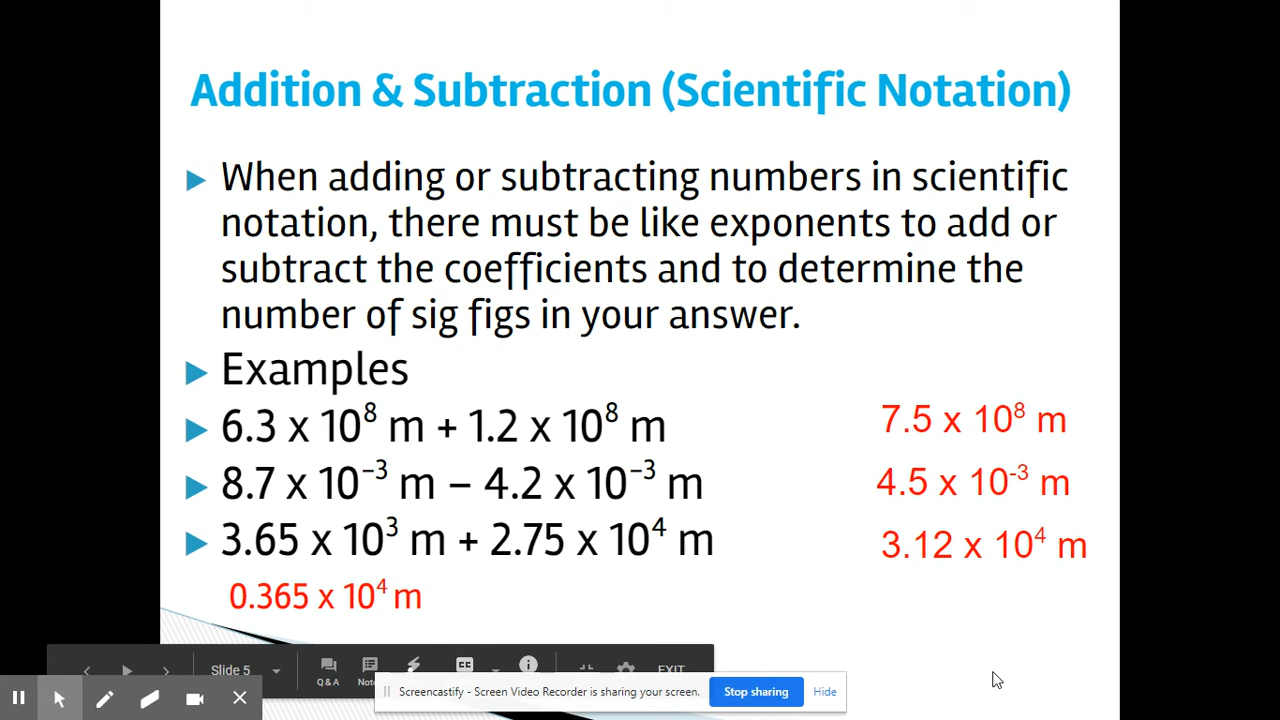 Addition & Subtraction (Scientific Notation)
► When adding or subtracting numbers in scientific
notation, there must be like exponents to add or
subtract the coefficients and to determine the
number of sig figs in your answer.
► Examples
► 6.3 x 10⁸ m + 1.2 x 10⁸ m
7.5 x 10⁸ m
► 8.7 x 10⁻³ m – 4.2 x 10⁻³ m
4.5 x 10⁻³ m
► 3.65 x 10³ m + 2.75 x 10⁴ m
3.12 x 10⁴ m
0.365 x 10⁴ m
Slide 5
Q & A
CC
EXIT
Screencastify - Screen Video Recorder is sharing your screen.
Stop sharing
Hide